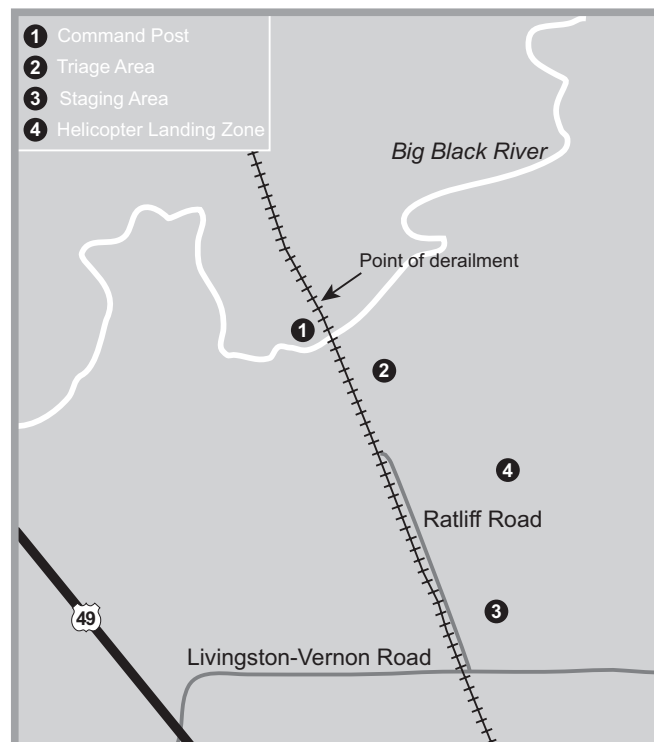 1 Command Post
2 Triage Area
3 Staging Area
4 Helicopter Landing Zone
Big Black River
Point of derailment
1
2
4
Ratliff Road
3
49
Livingston-Vernon Road